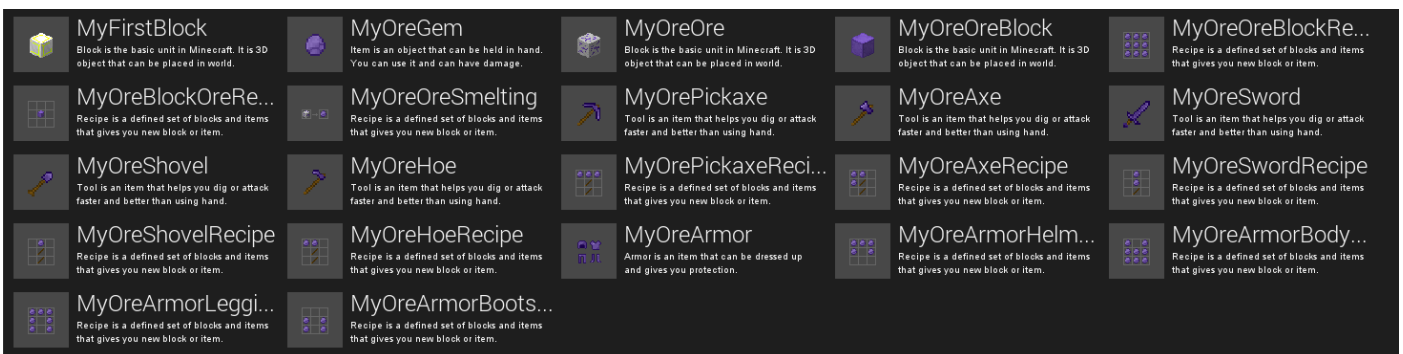 MyFirstBlock
Block is the basic unit in Minecraft. It is 3D
object that can be placed in world.
MyOreGem
Item is an object that can be held in hand.
You can use it and can have damage.
MyOreOre
Block is the basic unit in Minecraft. It is 3D
object that can be placed in world.
MyOreOreBlock
Block is the basic unit in Minecraft. It is 3D
object that can be placed in world.
MyOreOreBlockRe...
Recipe is a defined set of blocks and items
that gives you new block or item.
MyOreBlockOreRe...
Recipe is a defined set of blocks and items
that gives you new block or item.
MyOreOreSmelting
Recipe is a defined set of blocks and items
that gives you new block or item.
MyOrePickaxe
Tool is an item that helps you dig or attack
faster and better than using hand.
MyOreAxe
Tool is an item that helps you dig or attack
faster and better than using hand.
MyOreSword
Tool is an item that helps you dig or attack
faster and better than using hand.
MyOreShovel
Tool is an item that helps you dig or attack
faster and better than using hand.
MyOreHoe
Tool is an item that helps you dig or attack
faster and better than using hand.
MyOrePickaxeReci...
Recipe is a defined set of blocks and items
that gives you new block or item.
MyOreAxeRecipe
Recipe is a defined set of blocks and items
that gives you new block or item.
MyOreSwordRecipe
Recipe is a defined set of blocks and items
that gives you new block or item.
MyOreShovelRecipe
Recipe is a defined set of blocks and items
that gives you new block or item.
MyOreHoeRecipe
Recipe is a defined set of blocks and items
that gives you new block or item.
MyOreArmor
Armor is an item that can be dressed up
and gives you protection.
MyOreArmorHelm...
Recipe is a defined set of blocks and items
that gives you new block or item.
MyOreArmorBody...
Recipe is a defined set of blocks and items
that gives you new block or item.
MyOreArmorLeggi...
Recipe is a defined set of blocks and items
that gives you new block or item.
MyOreArmorBoots...
Recipe is a defined set of blocks and items
that gives you new block or item.